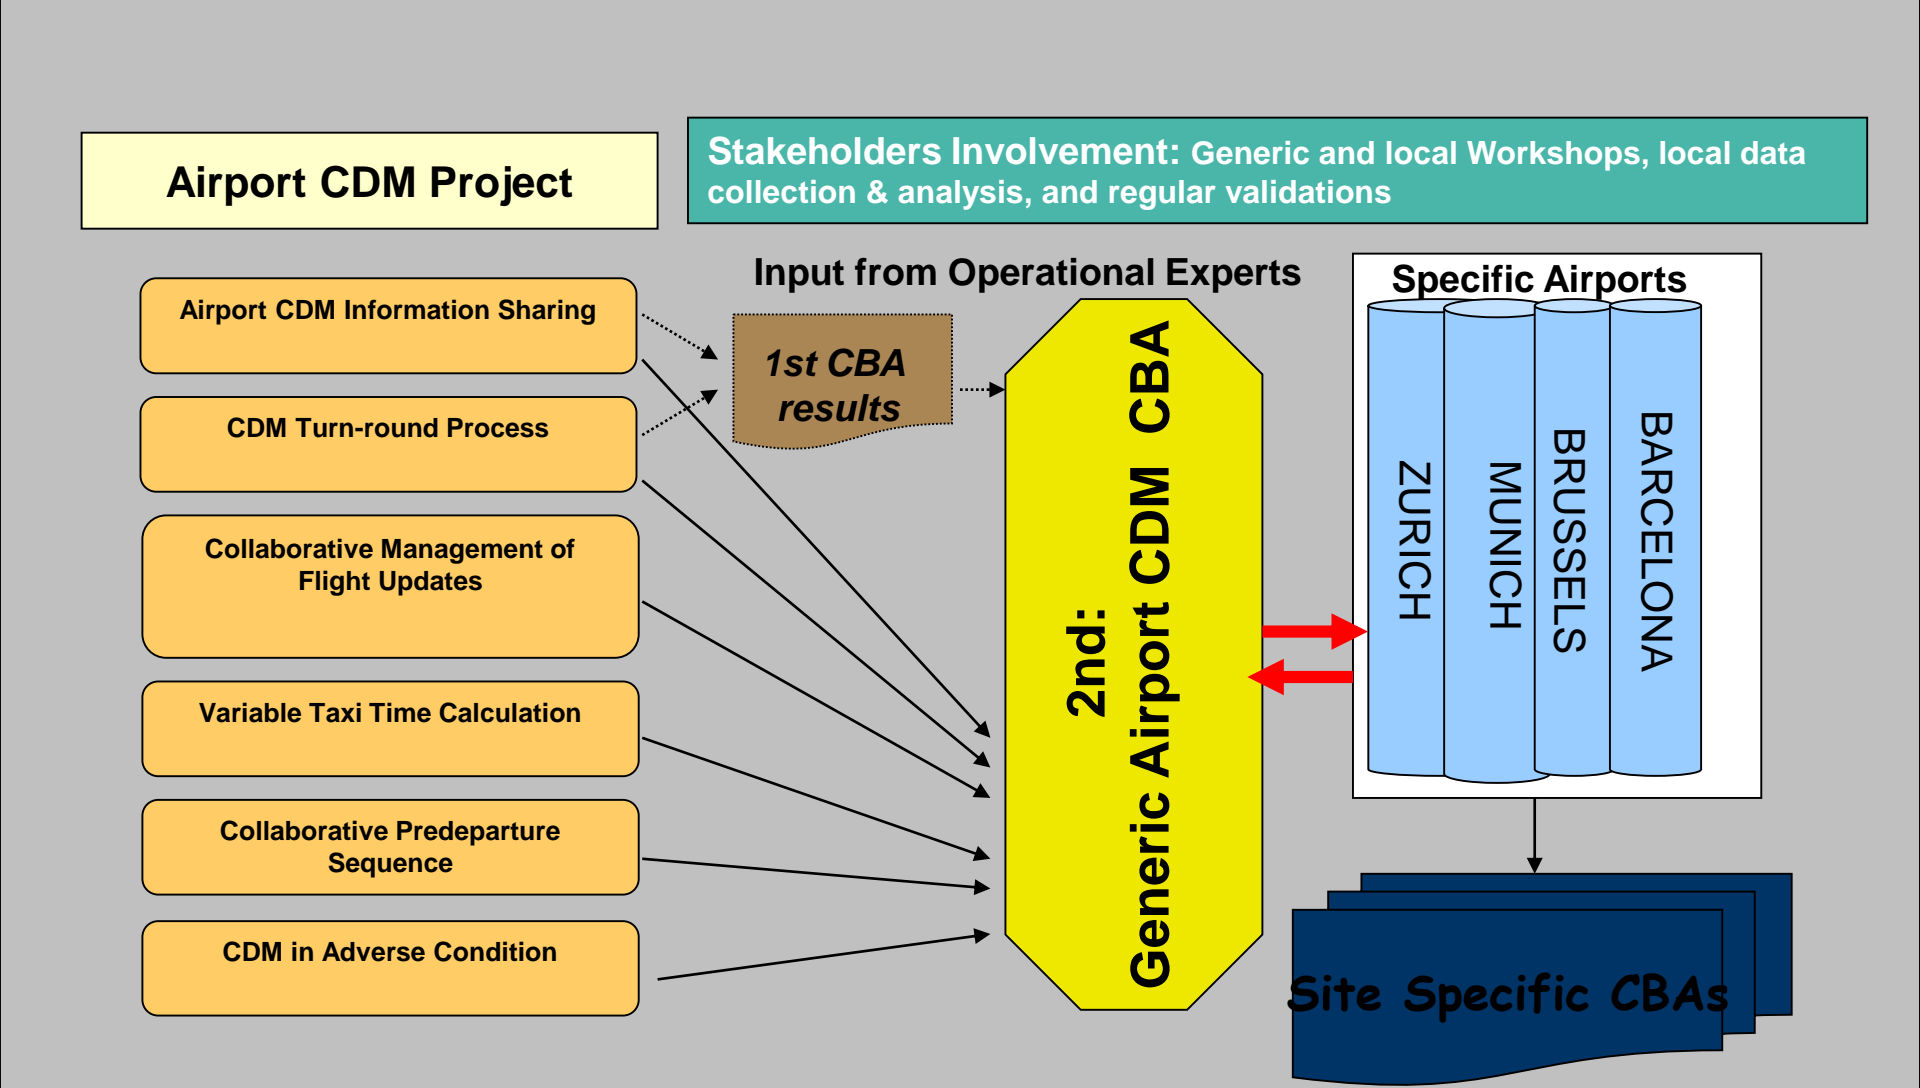 Airport CDM Project
Stakeholders Involvement: Generic and local Workshops, local data
collection & analysis, and regular validations
Airport CDM Information Sharing
CDM Turn-round Process
Collaborative Management of
Flight Updates
Variable Taxi Time Calculation
Collaborative Predeparture
Sequence
CDM in Adverse Condition
Input from Operational Experts
1st CBA
results
2nd:
Generic Airport CDM CBA
Specific Airports
ZURICH
MUNICH
BRUSSELS
BARCELONA
Site Specific CBAs